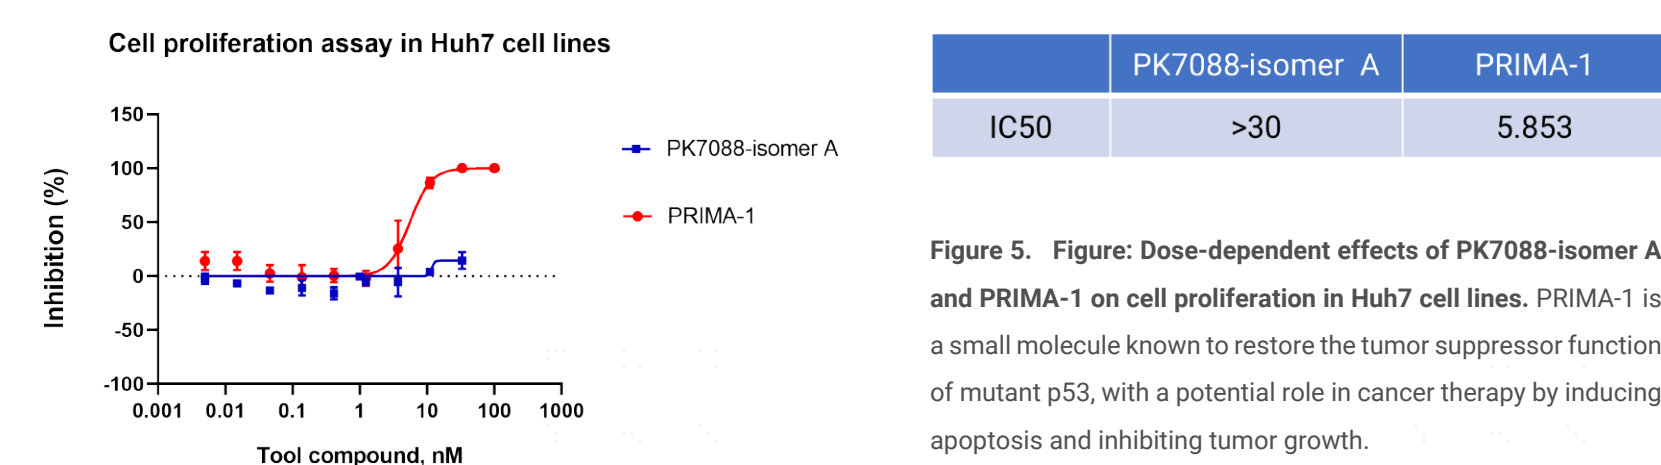 Cell proliferation assay in Huh7 cell lines
150
100
50
0
-50
-100
Inhibition (%)
0.001 0.01 0.1 1 10 100 1000
Tool compound, nM
PK7088-isomer A
PRIMA-1
PK7088-isomer A PRIMA-1
IC50 >30 5.853
Figure 5. Figure: Dose-dependent effects of PK7088-isomer A
and PRIMA-1 on cell proliferation in Huh7 cell lines. PRIMA-1 is
a small molecule known to restore the tumor suppressor function
of mutant p53, with a potential role in cancer therapy by inducing
apoptosis and inhibiting tumor growth.